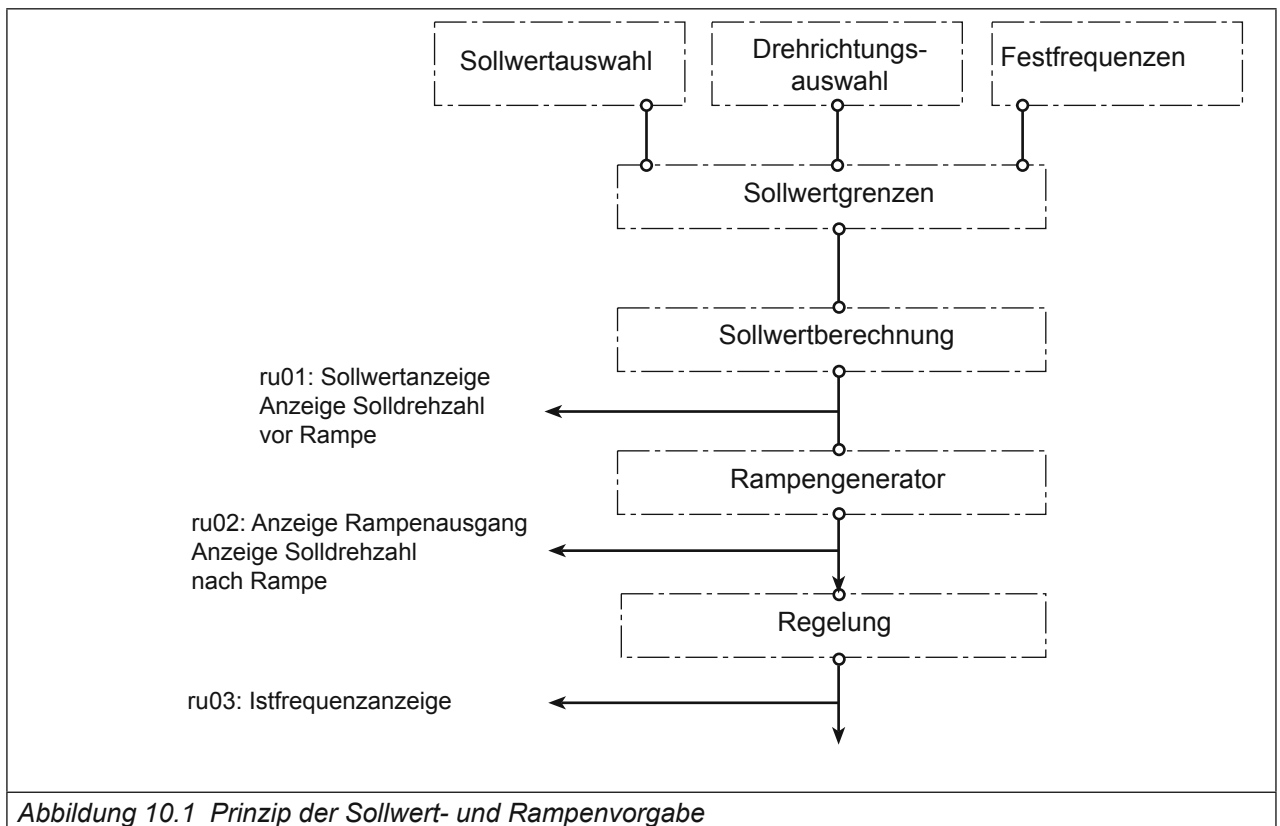 Sollwertauswahl
Drehrichtungs-
auswahl
Festfrequenzen
Sollwertgrenzen
Sollwertberechnung
ru01: Sollwertanzeige
Anzeige Solldrehzahl
vor Rampe
Rampengenerator
ru02: Anzeige Rampenausgang
Anzeige Solldrehzahl
nach Rampe
Regelung
ru03: Istfrequenzanzeige
Abbildung 10.1 Prinzip der Sollwert- und Rampenvorgabe